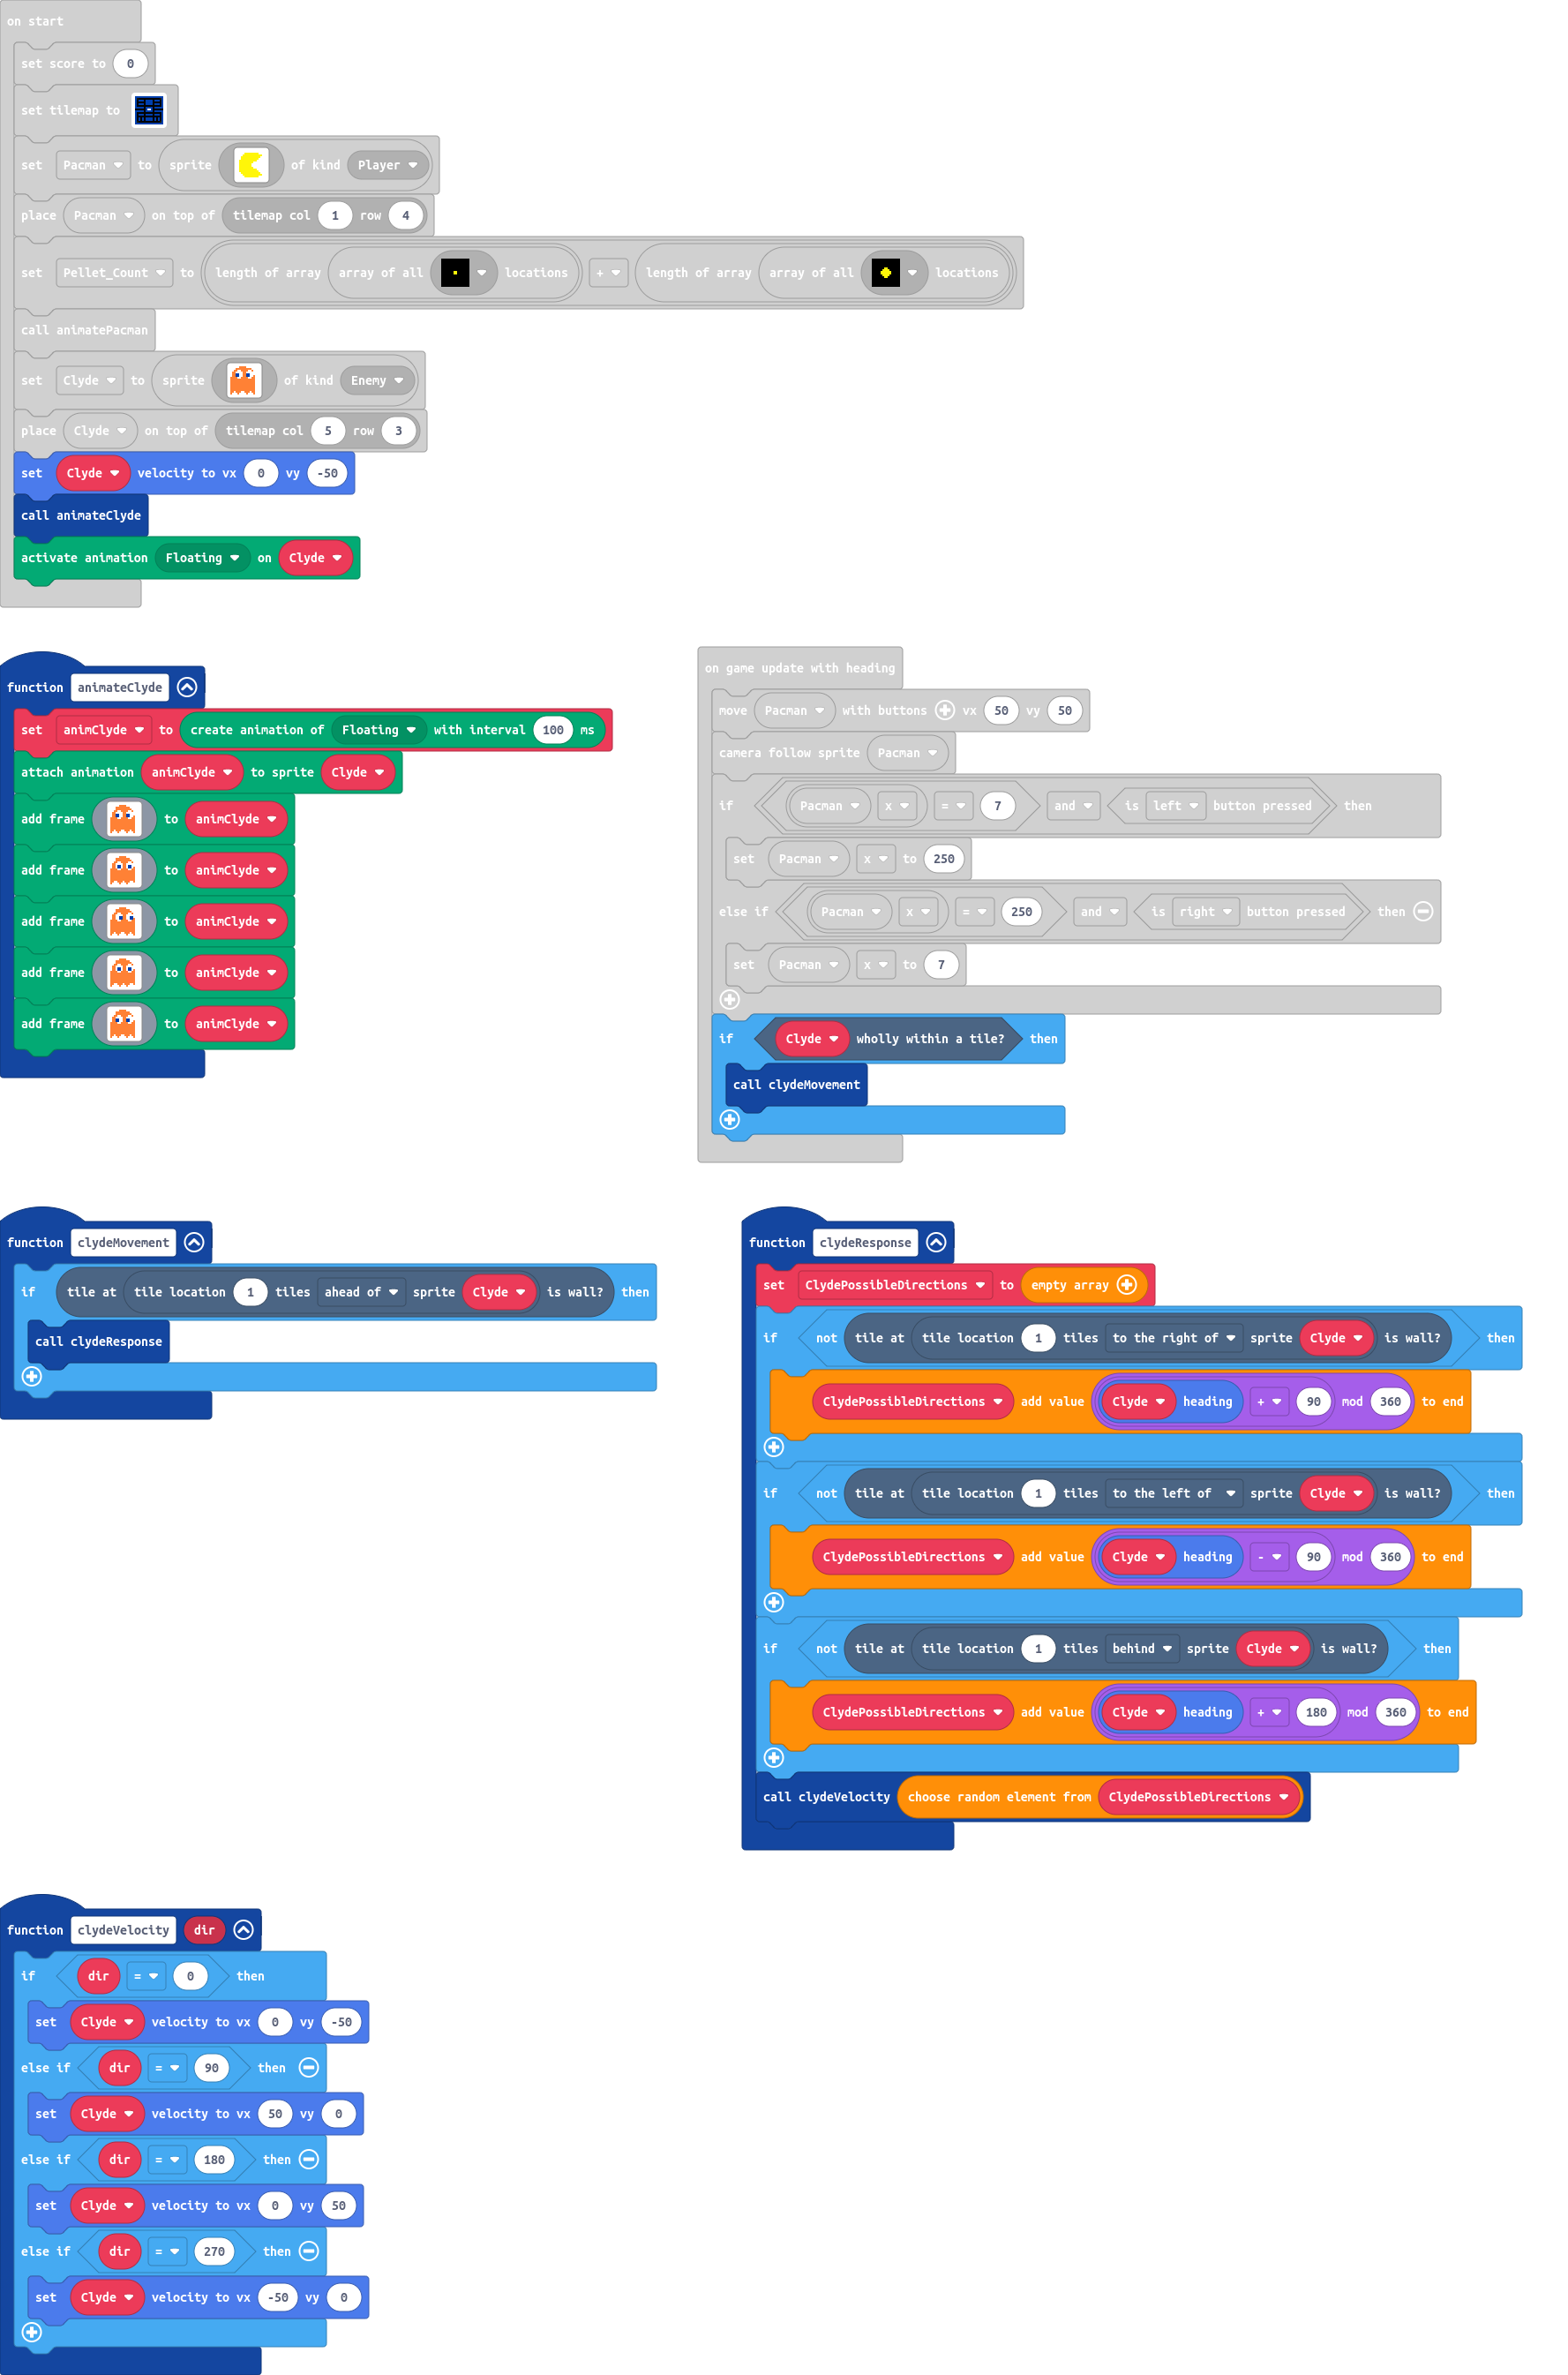 on start
set score to 0
set tilemap to
set Pacman to sprite of kind Player
place Pacman on top of tilemap col 1 row 4
set Pellet_Count to length of array array of all locations + length of array array of all locations
call animatePacman
set Clyde to sprite of kind Enemy
place Clyde on top of tilemap col 5 row 3
set Clyde velocity to vx 0 vy -50
call animateClyde
activate animation Floating on Clyde
function animateClyde
set animClyde to create animation of Floating with interval 100 ms
attach animation animClyde to sprite Clyde
add frame to animClyde
add frame to animClyde
add frame to animClyde
add frame to animClyde
add frame to animClyde
on game update with heading
move Pacman with buttons vx 50 vy 50
camera follow sprite Pacman
if Pacman x = 7 and is left button pressed then
set Pacman x to 250
else if Pacman x = 250 and is right button pressed then
set Pacman x to 7
if Clyde wholly within a tile? then
call clydeMovement
function clydeMovement
if tile at tile location 1 tiles ahead of sprite Clyde is wall? then
call clydeResponse
function clydeResponse
set ClydePossibleDirections to empty array
if not tile at tile location 1 tiles to the right of sprite Clyde is wall? then
ClydePossibleDirections add value Clyde heading + 90 mod 360 to end
if not tile at tile location 1 tiles to the left of sprite Clyde is wall? then
ClydePossibleDirections add value Clyde heading - 90 mod 360 to end
if not tile at tile location 1 tiles behind sprite Clyde is wall? then
ClydePossibleDirections add value Clyde heading + 180 mod 360 to end
call clydeVelocity choose random element from ClydePossibleDirections
function clydeVelocity dir
if dir = 0 then
set Clyde velocity to vx 0 vy -50
else if dir = 90 then
set Clyde velocity to vx 50 vy 0
else if dir = 180 then
set Clyde velocity to vx 0 vy 50
else if dir = 270 then
set Clyde velocity to vx -50 vy 0